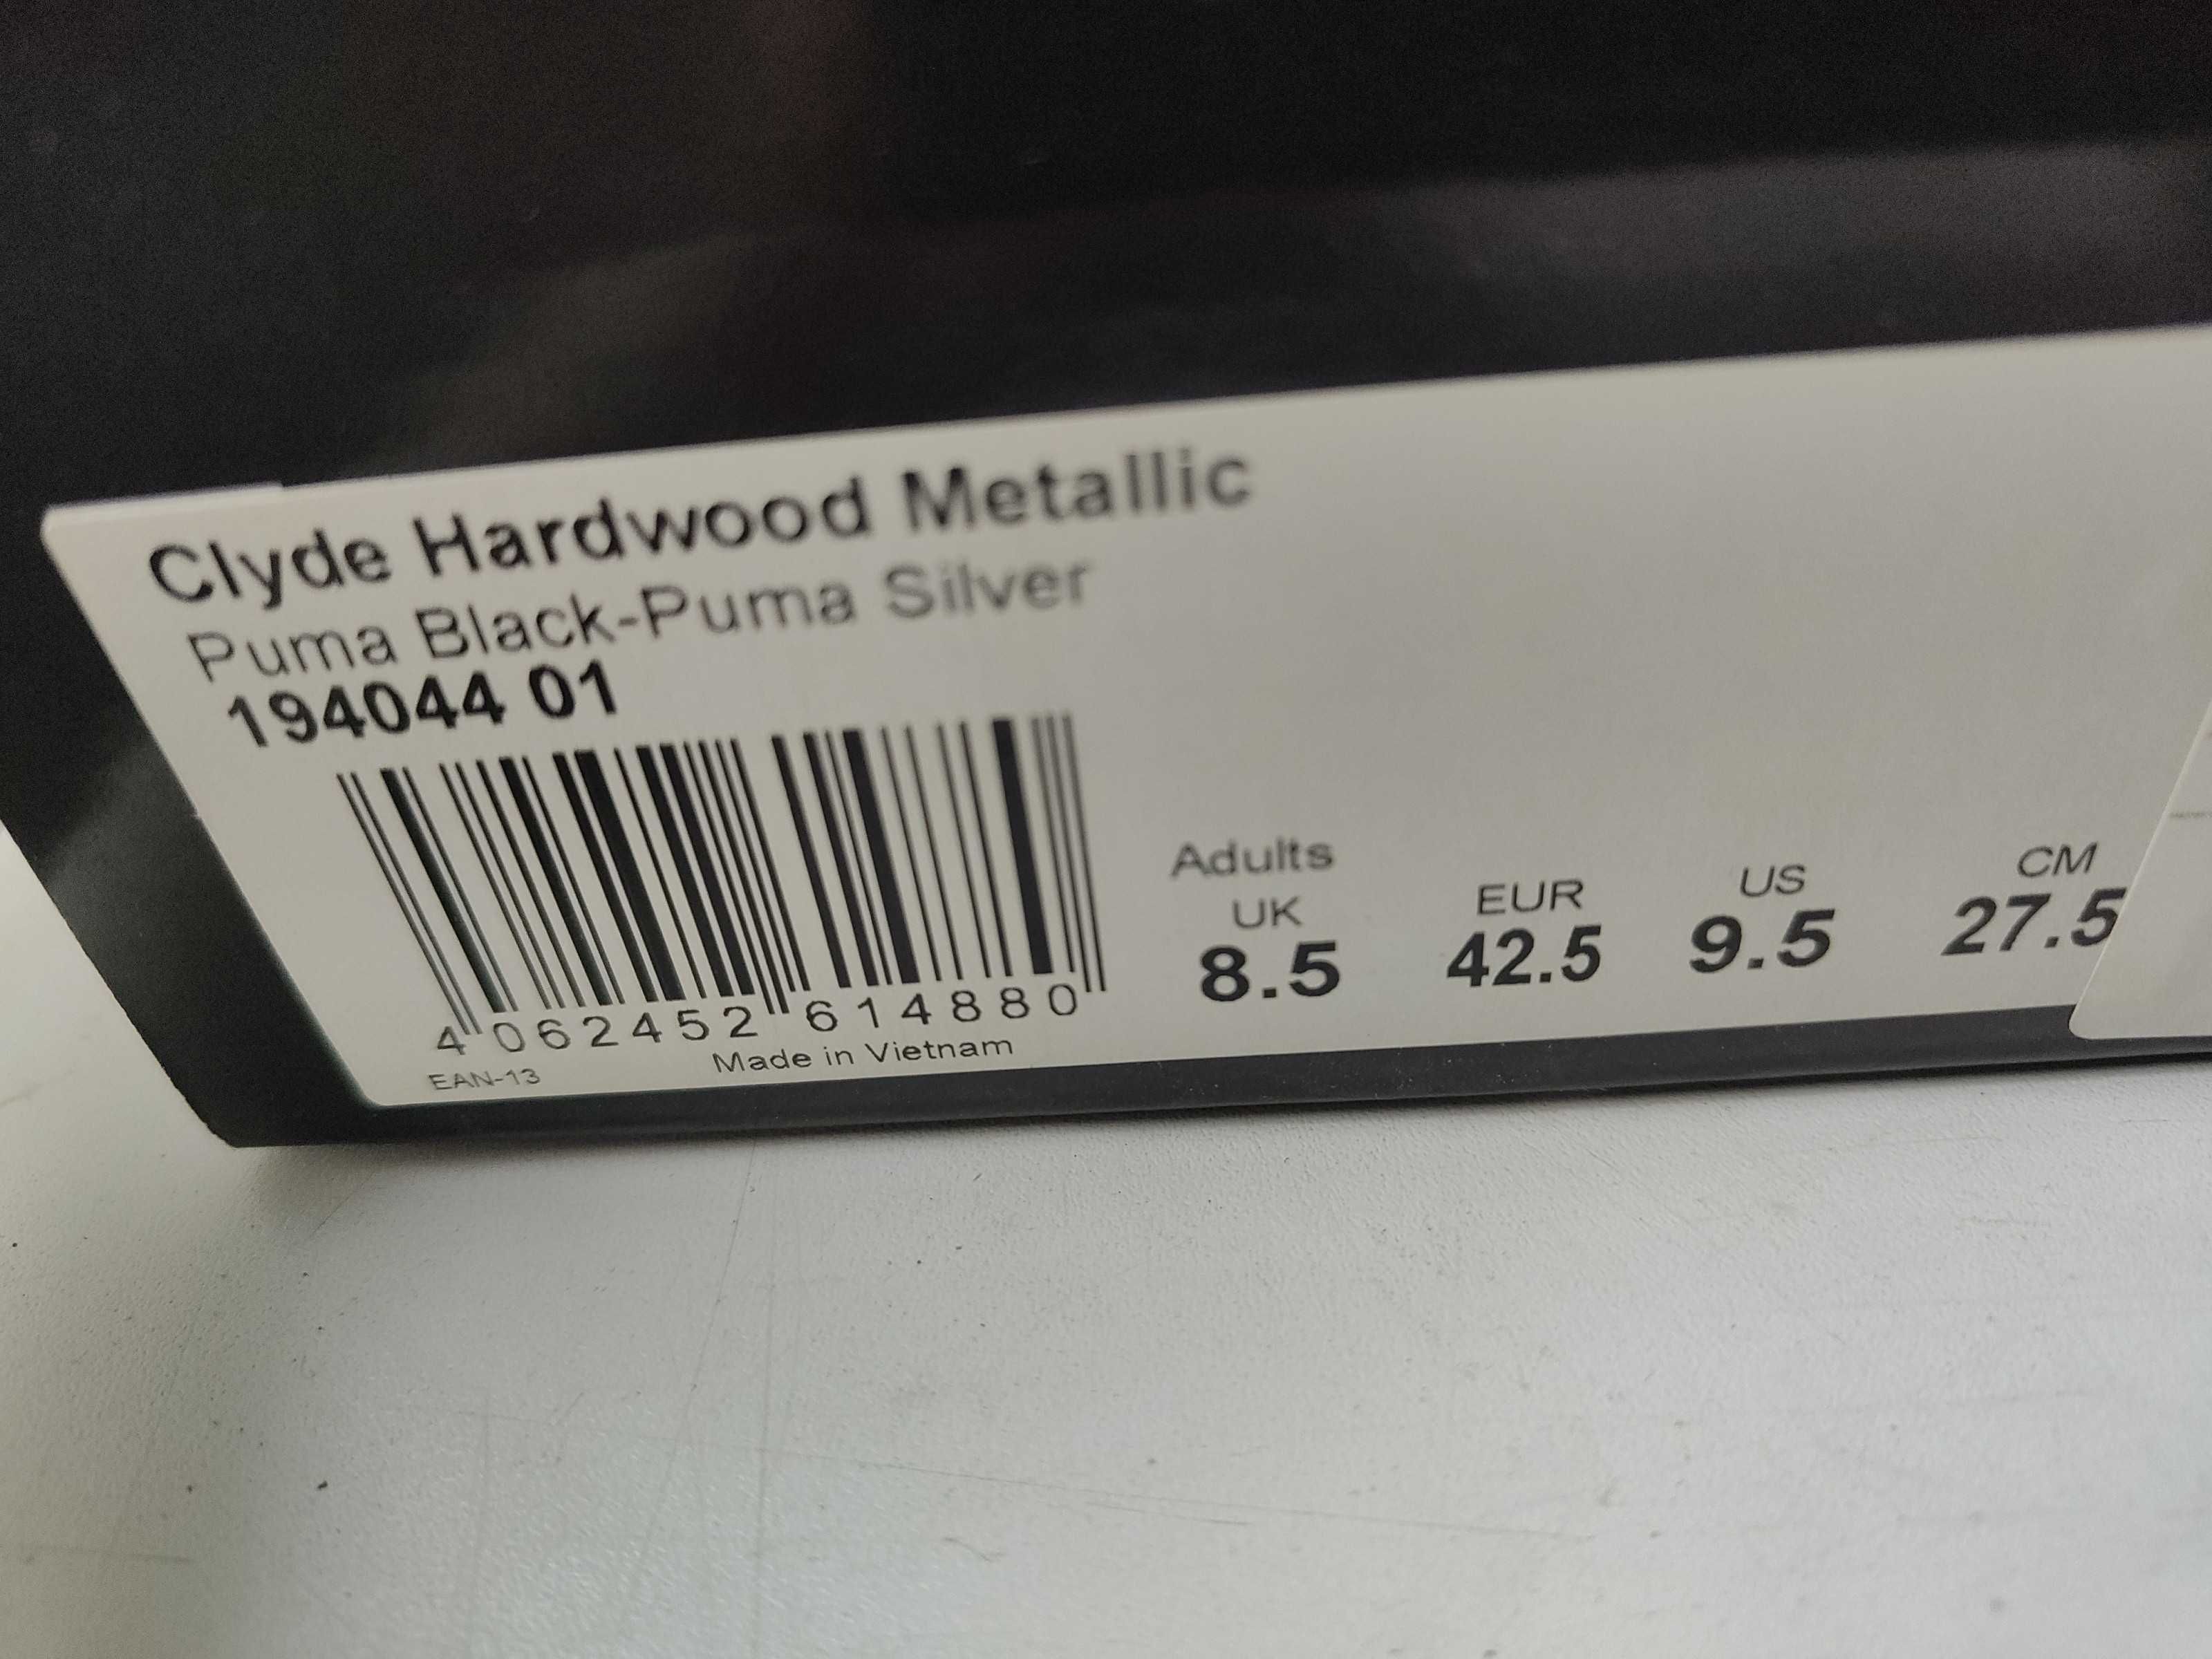 Clyde Hardwood Metallic
Puma Black-Puma Silver
194044 01
4 062452 614880
EAN-13
Made in Vietnam
Adults
UK EUR US CM
8.5 42.5 9.5 27.5